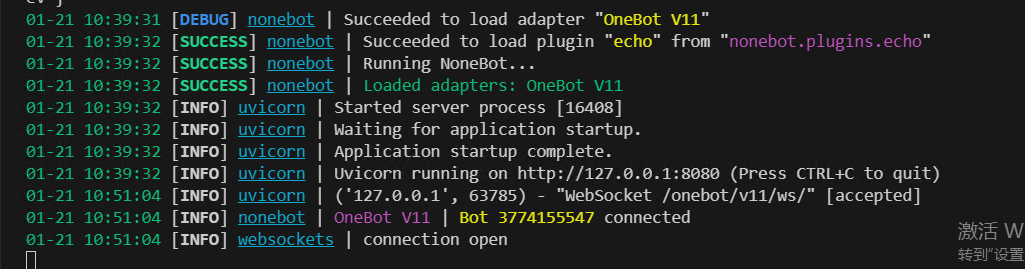 01-21 10:39:31 [DEBUG] nonebot | Succeeded to load adapter "OneBot V11"
01-21 10:39:32 [SUCCESS] nonebot | Succeeded to load plugin "echo" from "nonebot.plugins.echo"
01-21 10:39:32 [SUCCESS] nonebot | Running NoneBot...
01-21 10:39:32 [SUCCESS] nonebot | Loaded adapters: OneBot V11
01-21 10:39:32 [INFO] uvicorn | Started server process [16408]
01-21 10:39:32 [INFO] uvicorn | Waiting for application startup.
01-21 10:39:32 [INFO] uvicorn | Application startup complete.
01-21 10:39:32 [INFO] uvicorn | Uvicorn running on http://127.0.0.1:8080 (Press CTRL+C to quit)
01-21 10:51:04 [INFO] uvicorn | ('127.0.0.1', 63785) - "WebSocket /onebot/v11/ws/" [accepted]
01-21 10:51:04 [INFO] nonebot | OneBot V11 | Bot 3774155547 connected
01-21 10:51:04 [INFO] websockets | connection open
激活 W
转到"设置